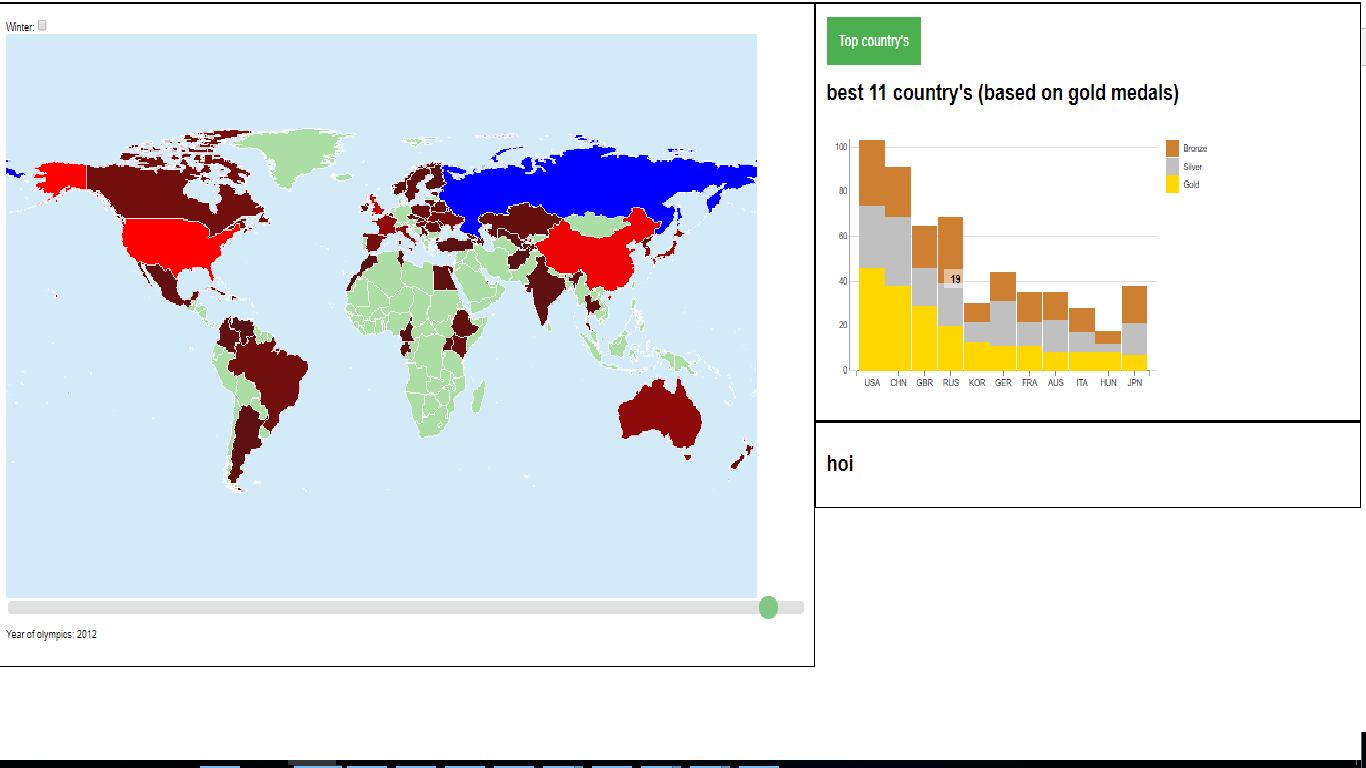 Winter:
Year of olympics: 2012
Top country's
best 11 country's (based on gold medals)
100
80
60
40
20
0
19
USA CHN GBR RUS KOR GER FRA AUS ITA HUN JPN
Bronze
Silver
Gold
hoi